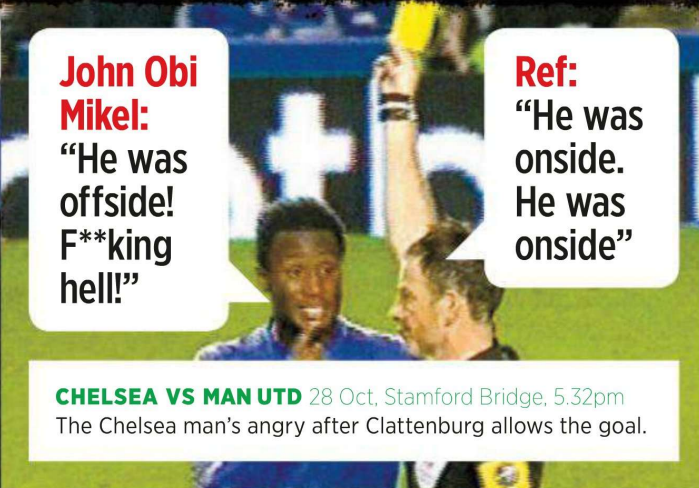 John Obi
Mikel:
“He was
offside!
F**king
hell!”
Ref:
“He was
onside.
He was
onside”
CHELSEA VS MAN UTD 28 Oct, Stamford Bridge, 5.32pm
The Chelsea man's angry after Clattenburg allows the goal.